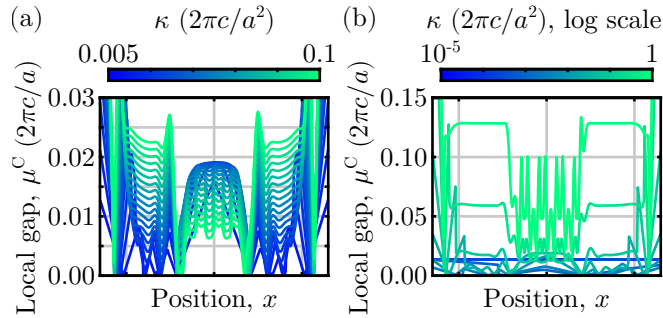 (a)
κ (2πc/a²)
0.005 0.1
Local gap, μᶜ (2πc/a)
0.03
0.02
0.01
0.00
Position, x
(b)
κ (2πc/a²), log scale
10⁻⁵ 1
Local gap, μᶜ (2πc/a)
0.15
0.10
0.05
0.00
Position, x